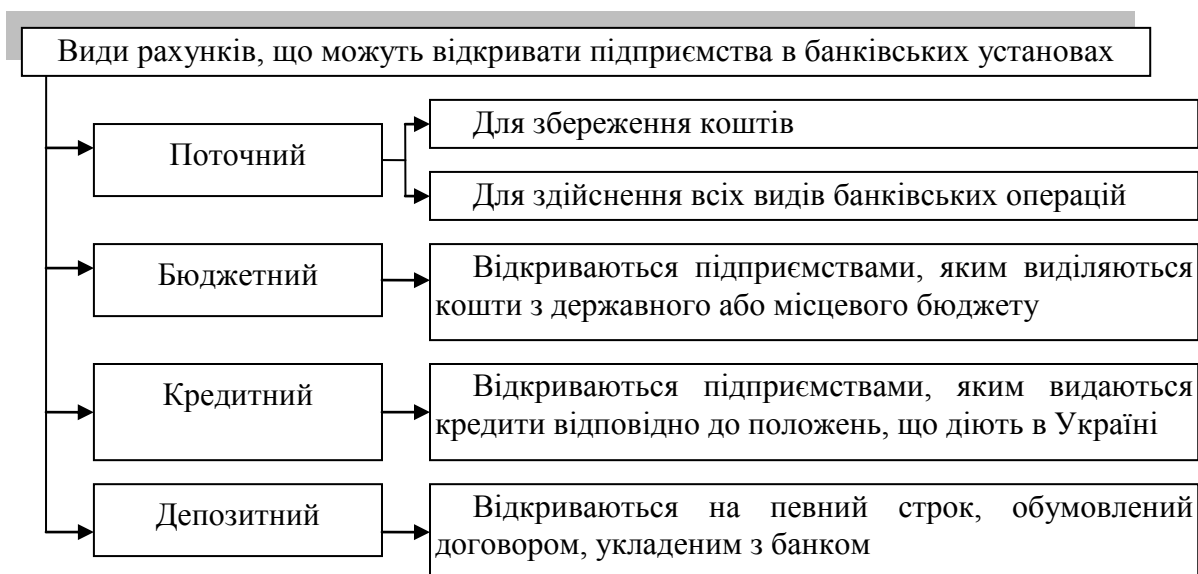 Види рахунків, що можуть відкривати підприємства в банківських установах
Поточний
Для збереження коштів
Для здійснення всіх видів банківських операцій
Бюджетний
Відкриваються підприємствами, яким виділяються
кошти з державного або місцевого бюджету
Кредитний
Відкриваються підприємствами, яким видаються
кредити відповідно до положень, що діють в Україні
Депозитний
Відкриваються на певний строк, обумовлений
договором, укладеним з банком